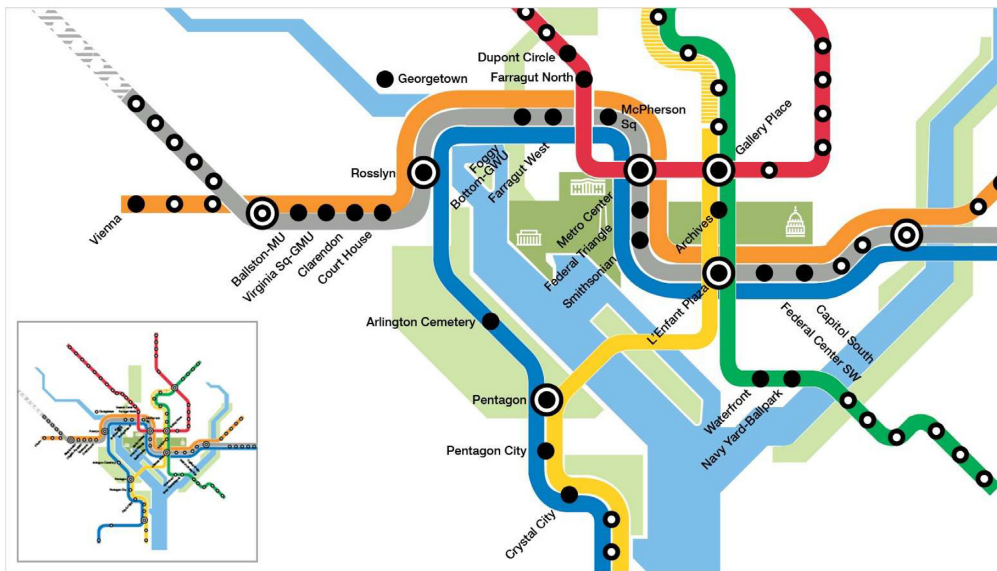 Dupont Circle
Georgetown
Farragut North
McPherson
Sq
Gallery Place
Rosslyn
Foggy
Bottom-GWU
Farragut West
Vienna
Ballston-MU
Virginia Sq-GMU
Clarendon
Court House
Metro Center
Federal Triangle
Smithsonian
Archives
L'Enfant Plaza
Arlington Cemetery
Capitol South
Federal Center SW
Pentagon
Waterfront
Navy Yard-Ballpark
Pentagon City
Crystal City